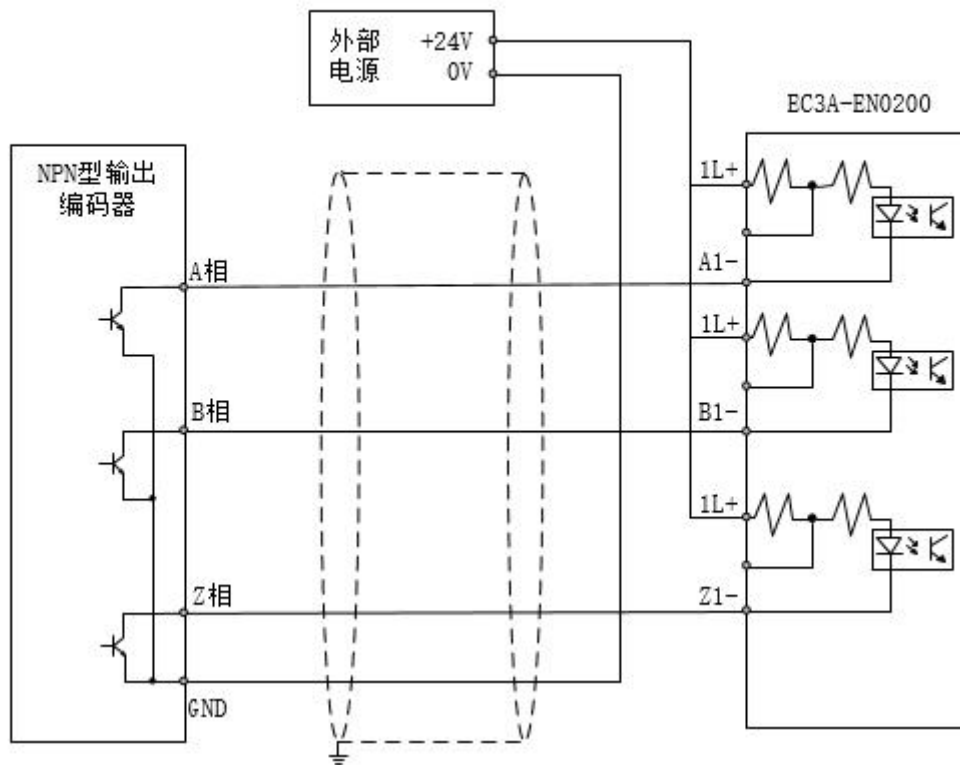 外部 +24V
电源 0V
EC3A-EN0200
NPN型输出
编码器
1L+
A相
A1-
1L+
B相
B1-
1L+
Z相
Z1-
GND